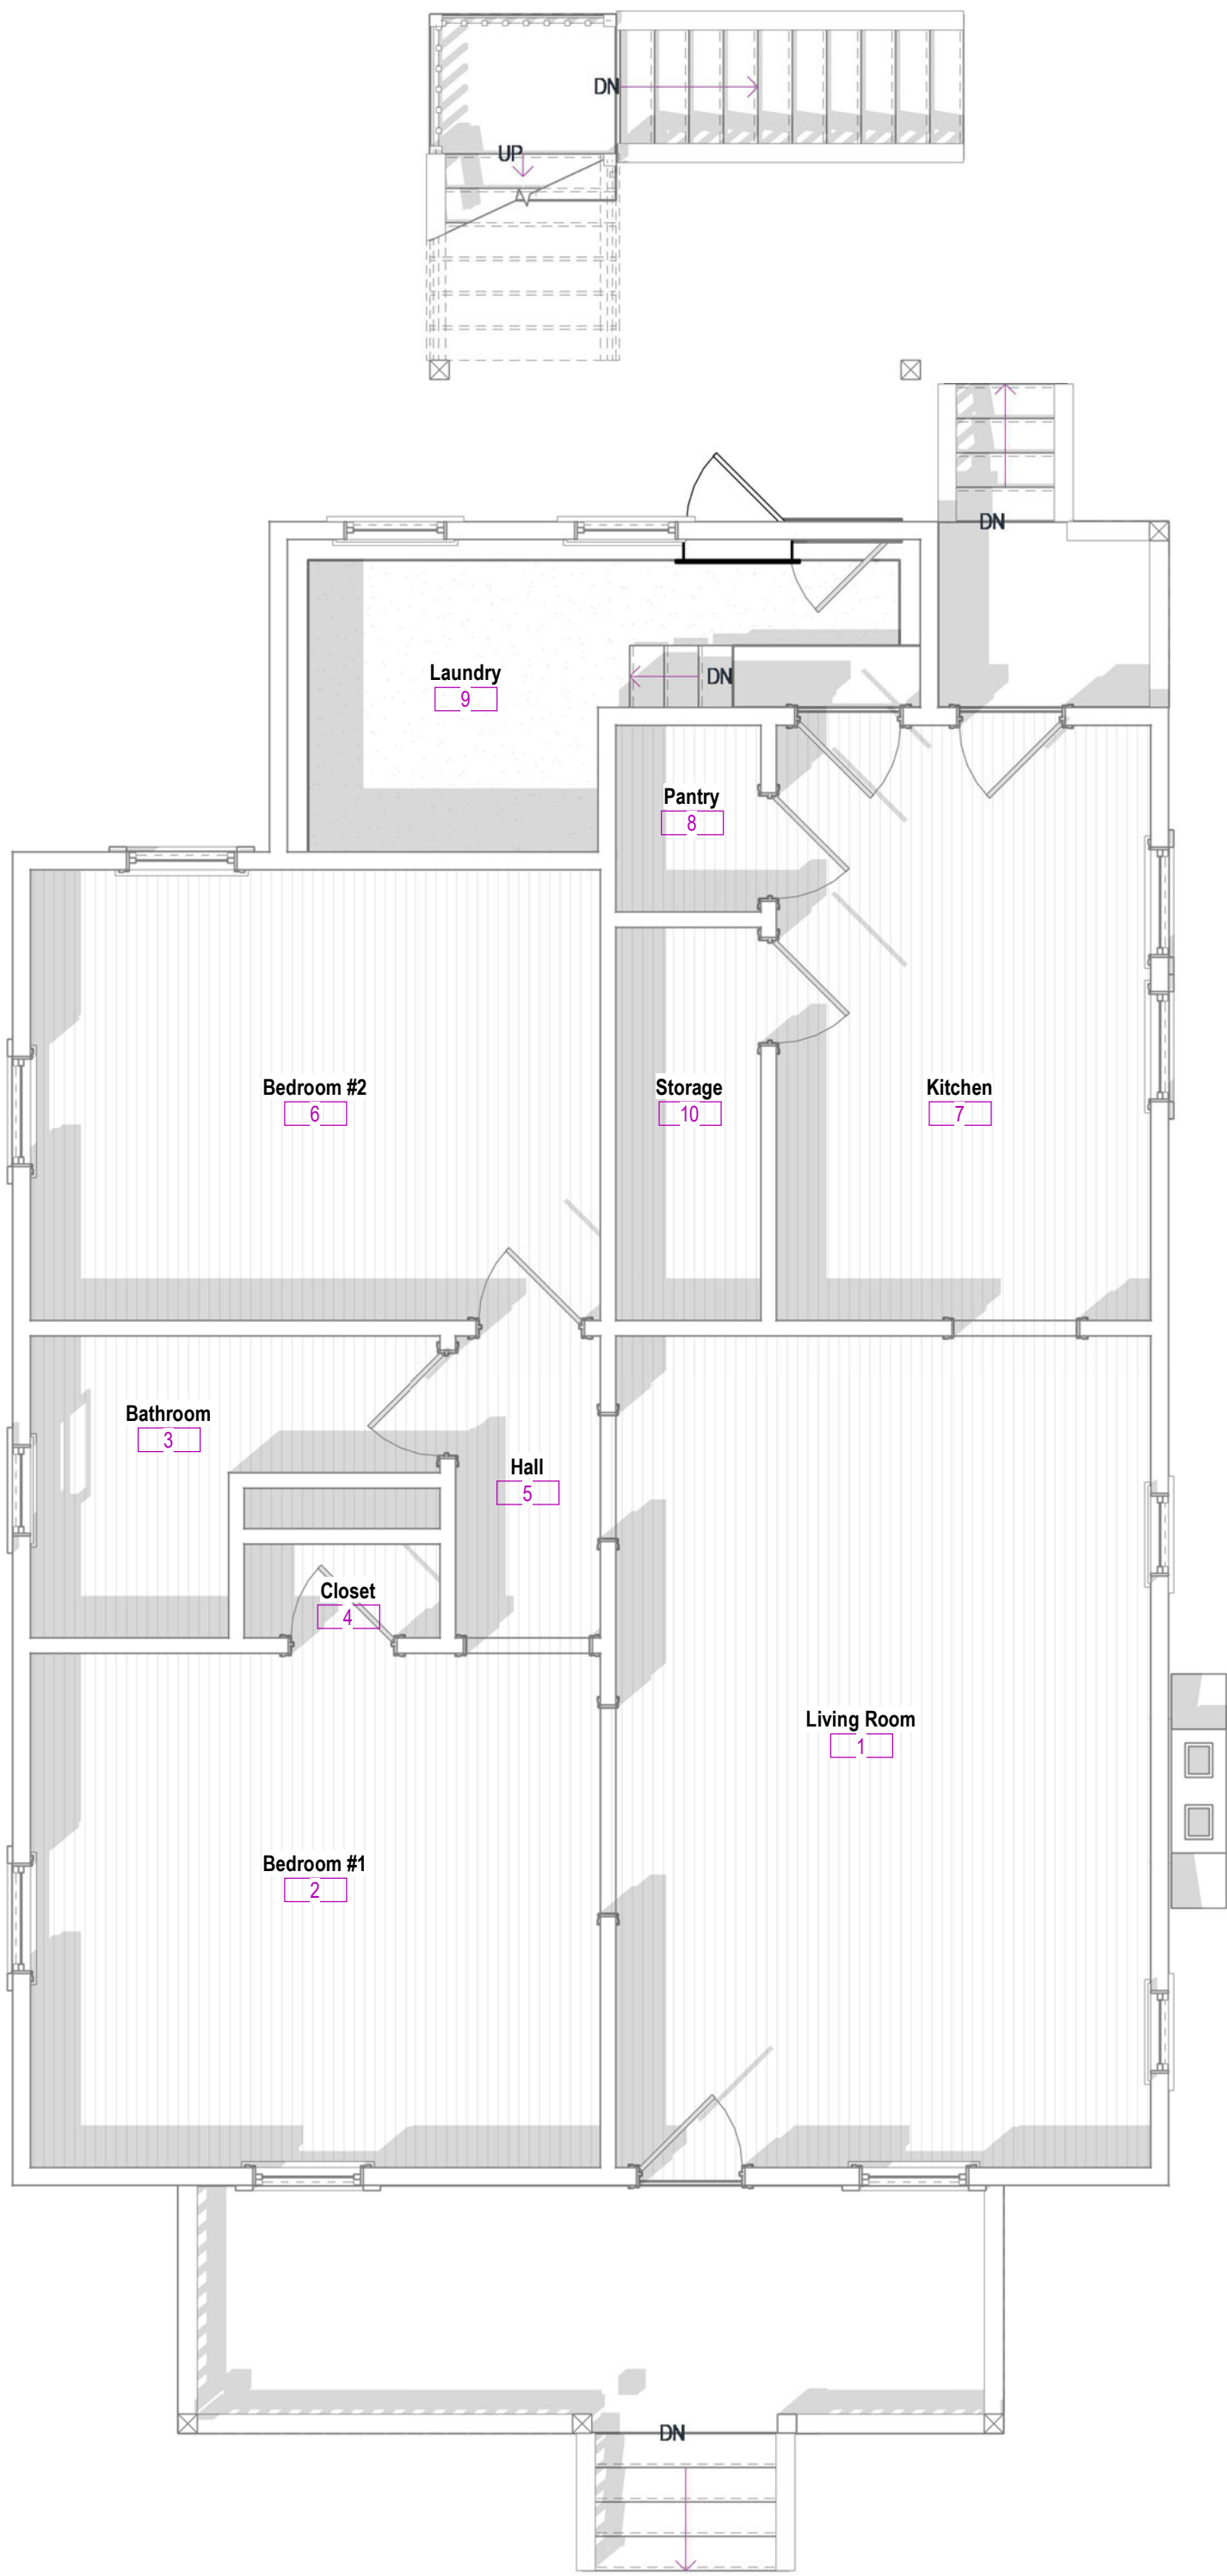 DN
UP
DN
Laundry
9
DN
Pantry
8
Bedroom #2
6
Storage
10
Kitchen
7
Bathroom
3
Hall
5
Closet
4
Living Room
1
Bedroom #1
2
DN